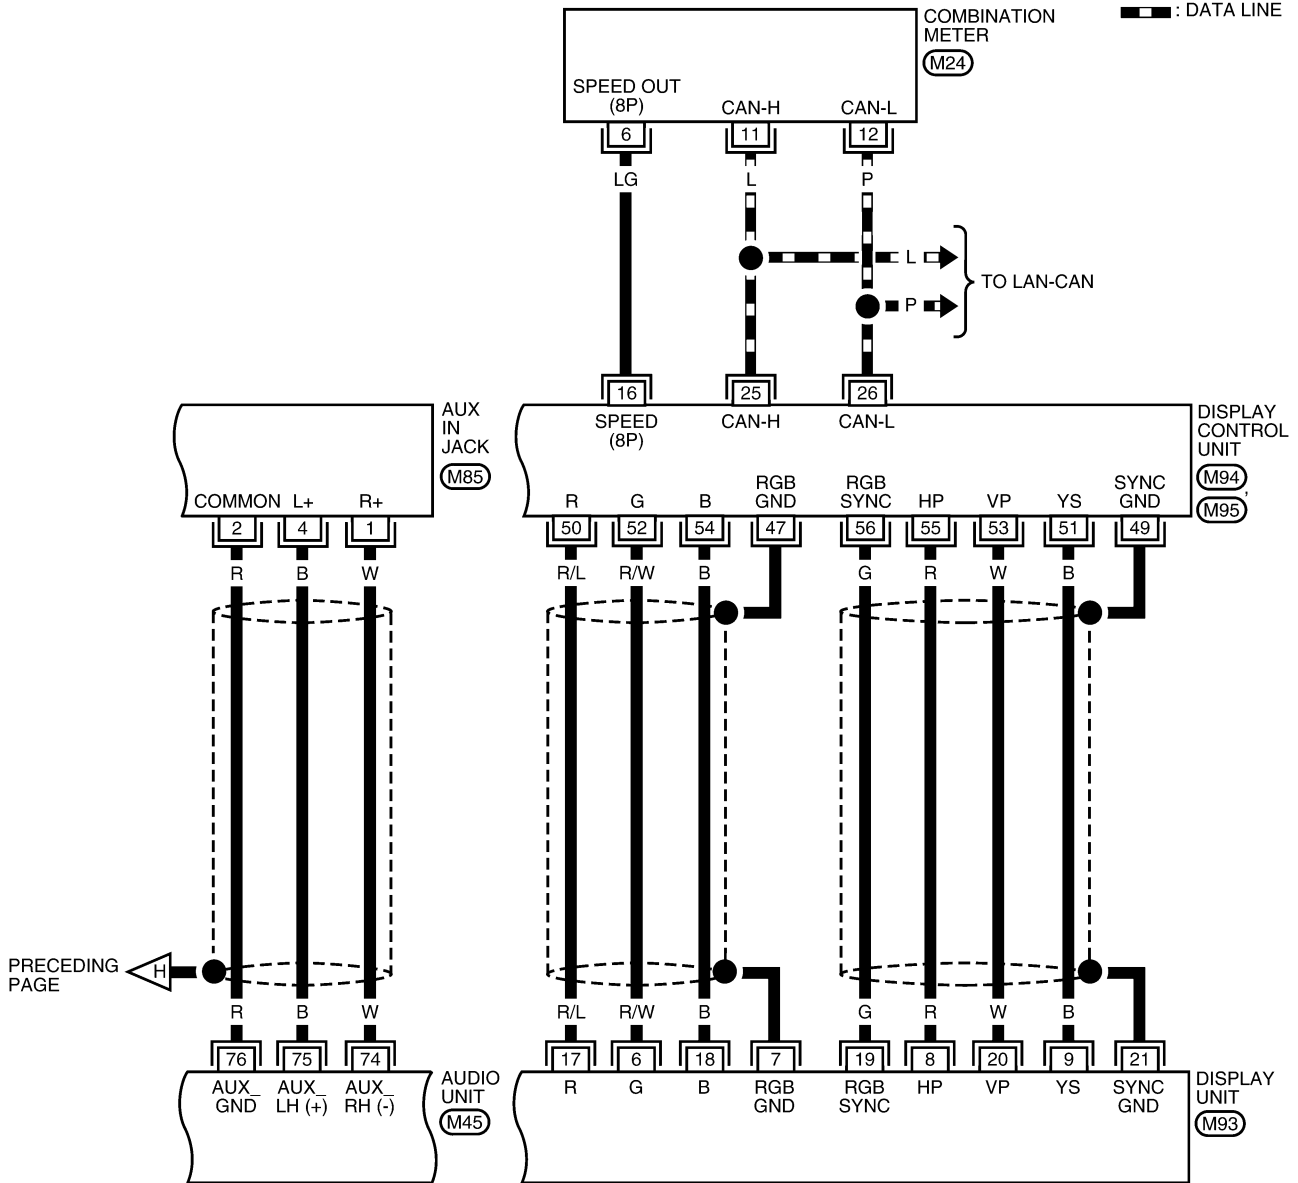 COMBINATION
METER
M24
: DATA LINE
SPEED OUT
(8P)
CAN-H
CAN-L
6
11
12
LG
L
P
L
P
TO LAN-CAN
16
25
26
SPEED
(8P)
CAN-H
CAN-L
AUX
IN
JACK
M85
DISPLAY
CONTROL
UNIT
M94,
M95
COMMON
L+
R+
R
G
B
RGB
GND
RGB
SYNC
HP
VP
YS
SYNC
GND
2
4
1
50
52
54
47
56
55
53
51
49
R
B
W
R/L
R/W
B
G
R
W
B
PRECEDING
PAGE
H
R
B
W
R/L
R/W
B
G
R
W
B
76
75
74
17
6
18
7
19
8
20
9
21
AUX_
GND
AUX_
LH (+)
AUX_
RH (-)
AUDIO
UNIT
M45
R
G
B
RGB
GND
RGB
SYNC
HP
VP
YS
SYNC
GND
DISPLAY
UNIT
M93